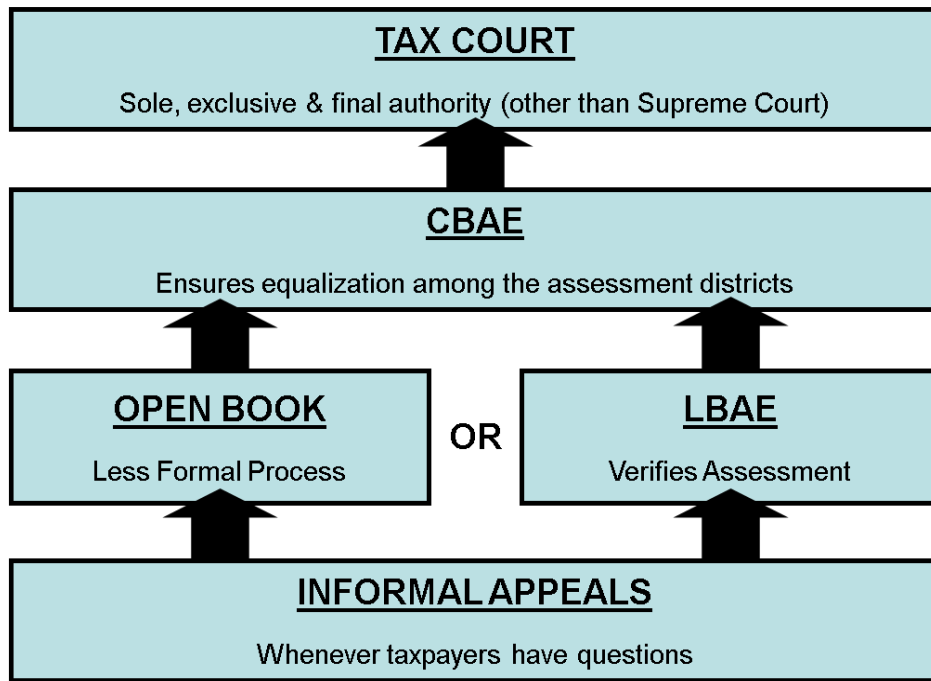 TAX COURT
Sole, exclusive & final authority (other than Supreme Court)
CBAE
Ensures equalization among the assessment districts
OPEN BOOK
Less Formal Process
OR
LBAE
Verifies Assessment
INFORMAL APPEALS
Whenever taxpayers have questions